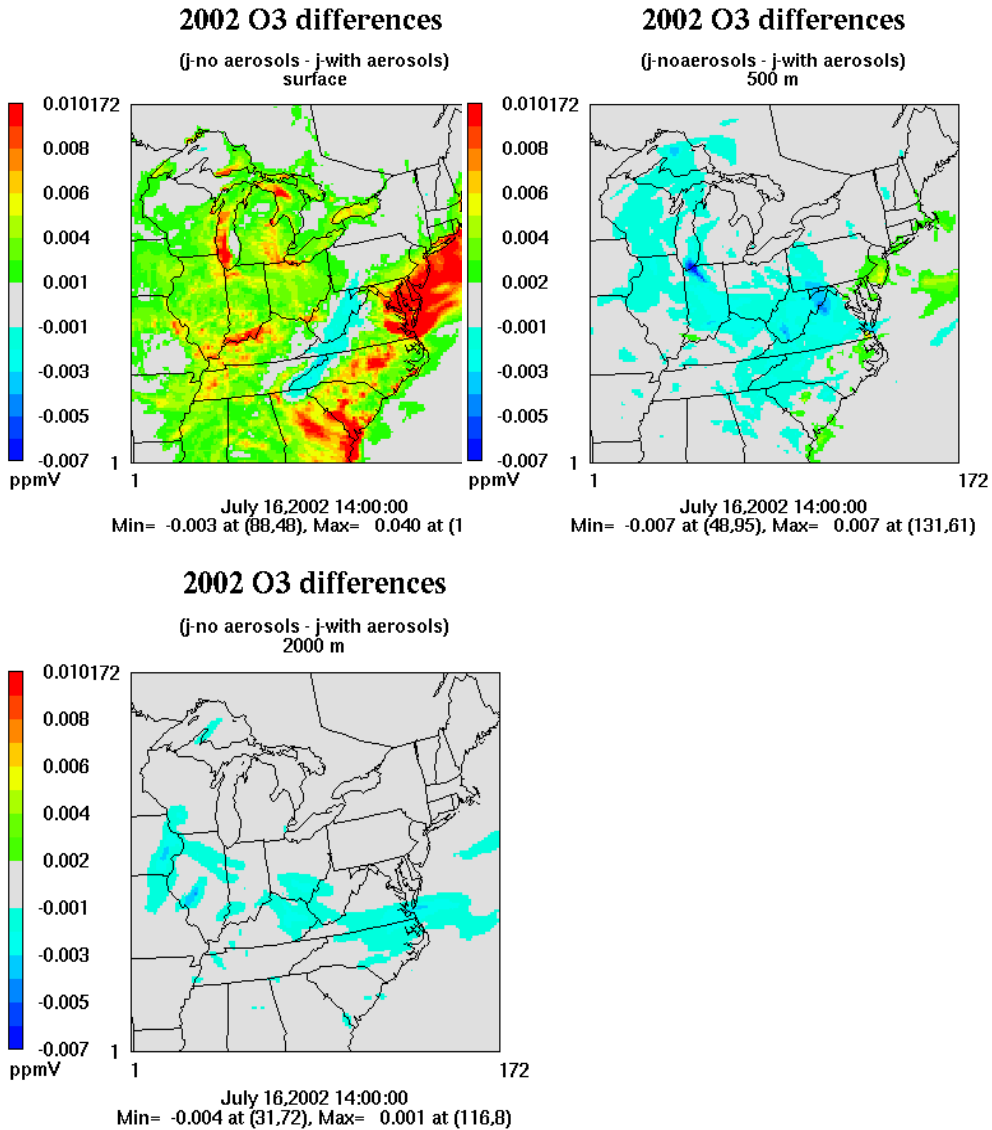 2002 O3 differences
(j-no aerosols - j-with aerosols)
surface
0.010
172
0.008
0.006
0.004
0.001
-0.001
-0.003
-0.005
-0.007
ppmV
1
1
July 16,2002 14:00:00
Min= -0.003 at (88,48), Max= 0.040 at (1
2002 O3 differences
(j-noaerosols - j-with aerosols)
500 m
0.010
172
0.008
0.006
0.004
0.002
-0.001
-0.003
-0.005
-0.007
ppmV
1
1
172
July 16,2002 14:00:00
Min= -0.007 at (48,95), Max= 0.007 at (131,61)
2002 O3 differences
(j-no aerosols - j-with aerosols)
2000 m
0.010
172
0.008
0.006
0.004
0.002
-0.001
-0.003
-0.005
-0.007
ppmV
1
1
172
July 16,2002 14:00:00
Min= -0.004 at (31,72), Max= 0.001 at (116,8)